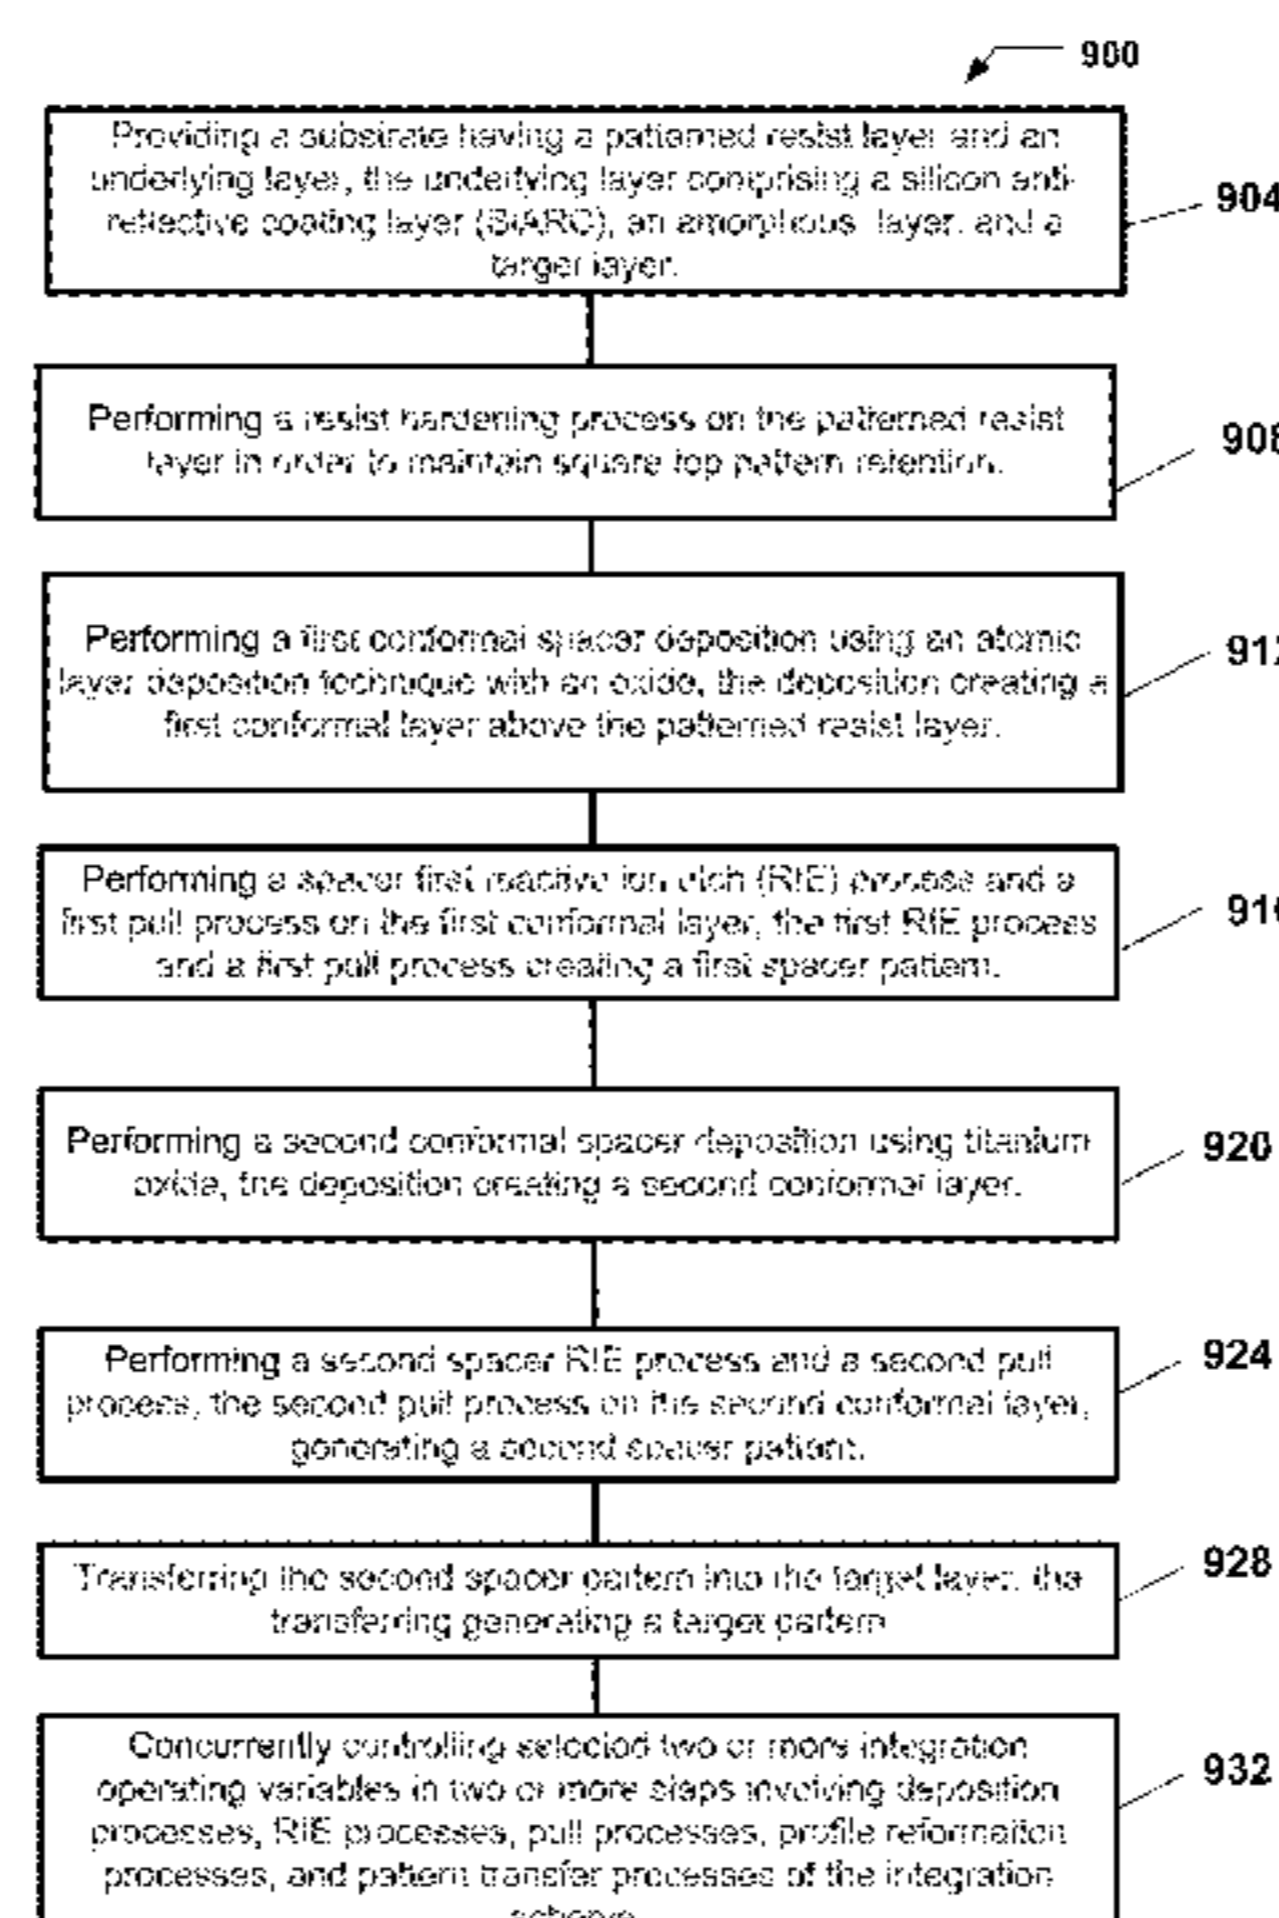 900
Providing a substrate having a patterned resist layer and an
underlying layer, the underlying layer comprising a silicon anti-
reflective coating layer (SiARC), an amorphous layer, and a
target layer.
904
Performing a resist hardening process on the patterned resist
layer in order to maintain square top pattern retention.
908
Performing a first conformal spacer deposition using an atomic
layer deposition technique with an oxide, the deposition creating a
first conformal layer above the patterned resist layer.
912
Performing a spacer first reactive ion etch (RIE) process and a
first pull process on the first conformal layer, the first RIE process
and a first pull process creating a first spacer pattern.
916
Performing a second conformal spacer deposition using titanium
oxide, the deposition creating a second conformal layer.
920
Performing a second spacer RIE process and a second pull
process, the second pull process on the second conformal layer,
generating a second spacer pattern.
924
Transferring the second spacer pattern into the target layer, the
transferring generating a target pattern
928
Concurrently controlling selected two or more integration
operating variables in two or more steps involving deposition
processes, RIE processes, pull processes, profile reformation
processes, and pattern transfer processes of the integration
932